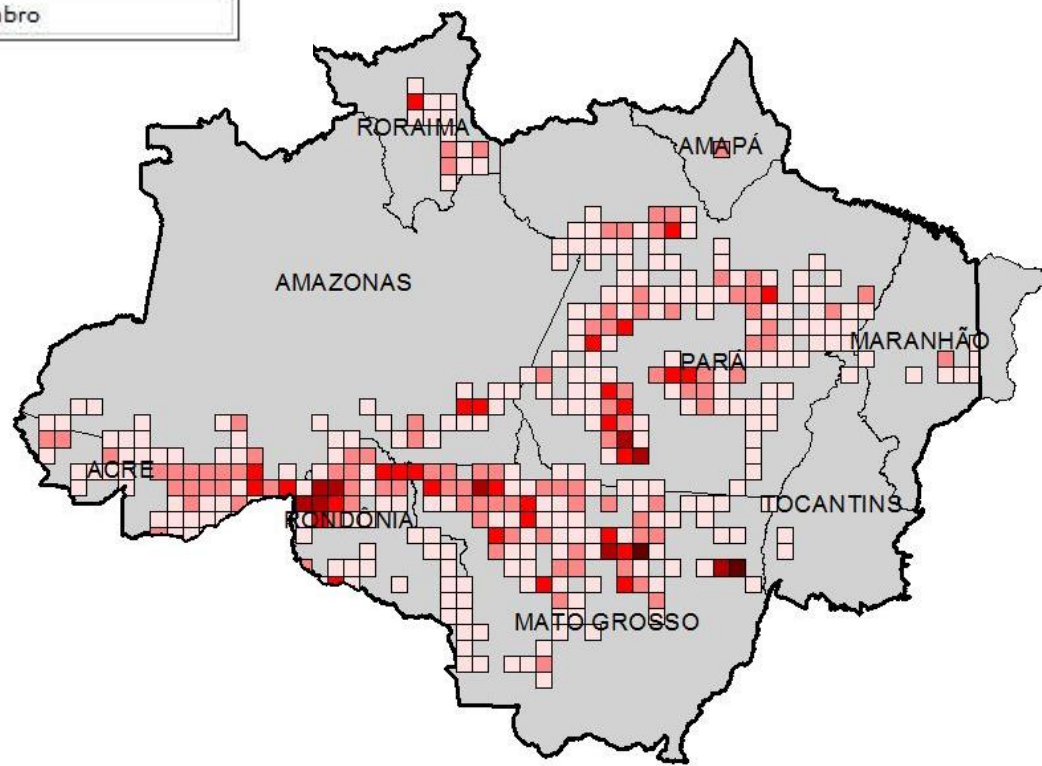 RORAIMA
AMAPÁ
AMAZONAS
MARANHÃO
PARÁ
ACRE
TOCANTINS
RONDÔNIA
MATO GROSSO